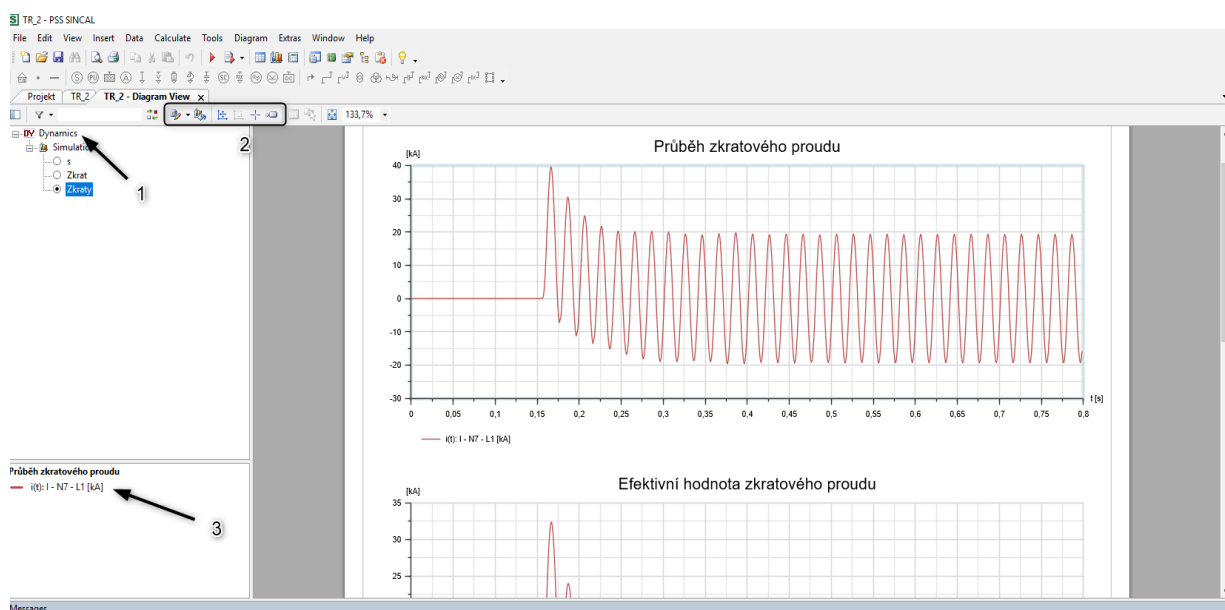 S TR_2 - PSS SINCAL
File Edit View Insert Data Calculate Tools Diagram Extras Window Help
Projekt TR_2 TR_2 - Diagram View x
133,7%
DY Dynamics
Simulation
s
Zkrat
Zkraty
1
2
Průběh zkratového proudu
[kA]
40
30
20
10
0
-10
-20
-30
0 0,05 0,1 0,15 0,2 0,25 0,3 0,35 0,4 0,45 0,5 0,55 0,6 0,65 0,7 0,75 0,8
t [s]
i(t): I - N7 - L1 [kA]
Průběh zkratového proudu
i(t): I - N7 - L1 [kA]
3
Efektivní hodnota zkratového proudu
[kA]
35
30
25
Messages